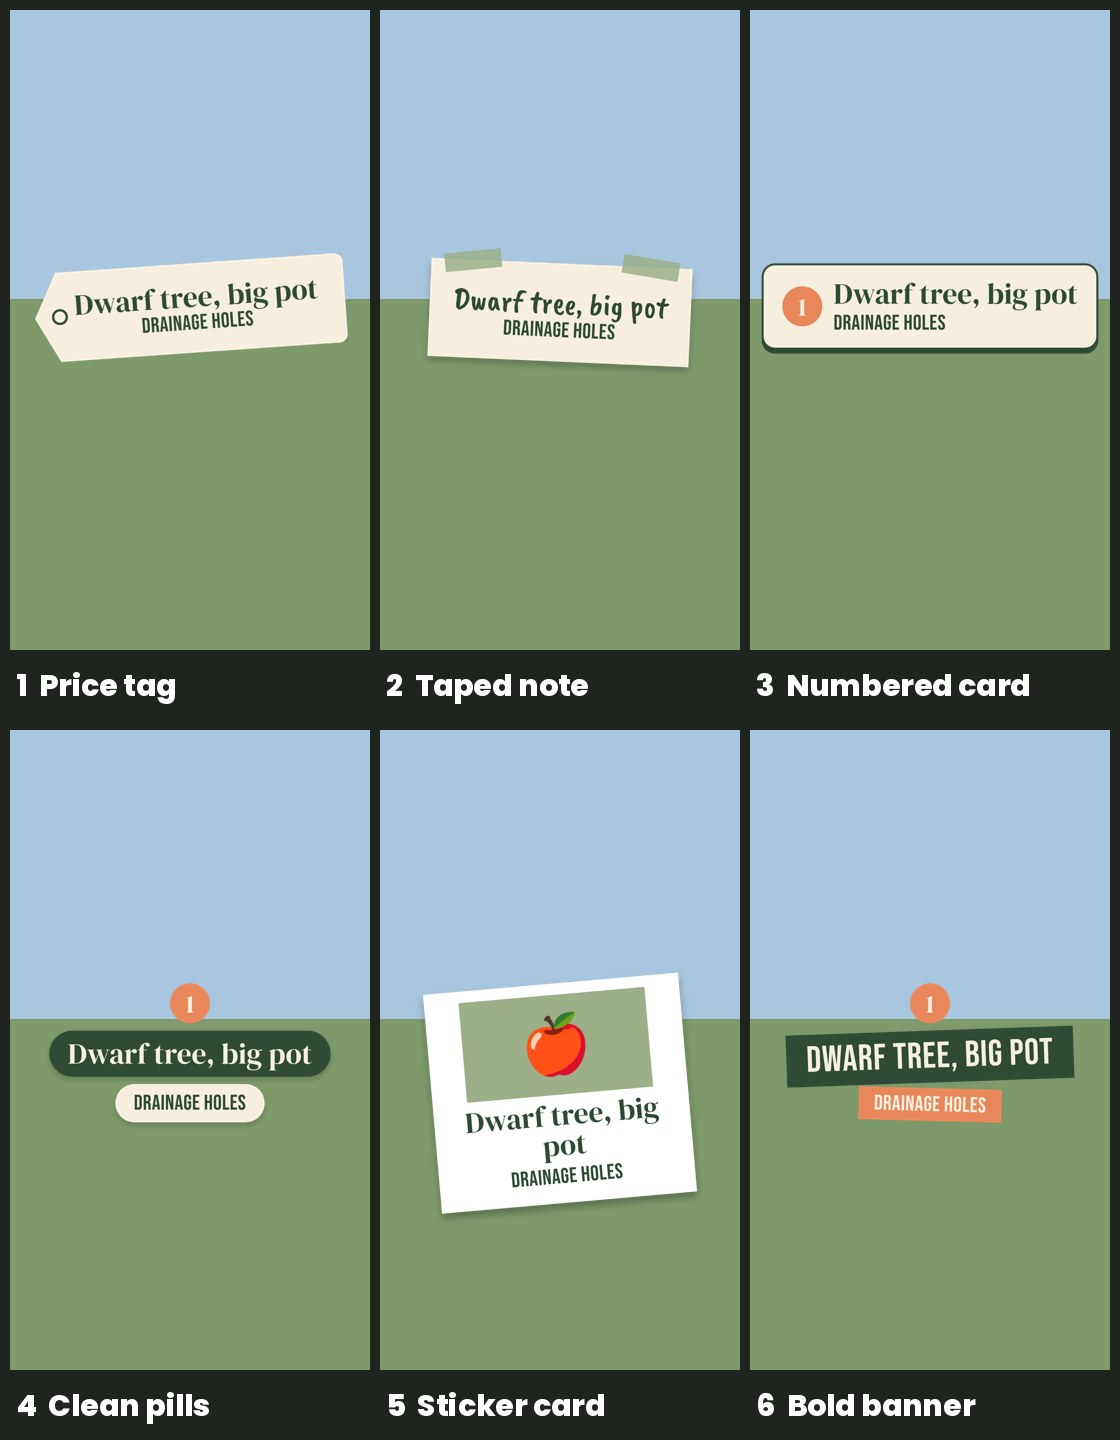 Dwarf tree, big pot
DRAINAGE HOLES
Dwarf tree, big pot
DRAINAGE HOLES
1
Dwarf tree, big pot
DRAINAGE HOLES
1 Price tag
2 Taped note
3 Numbered card
1
Dwarf tree, big pot
DRAINAGE HOLES
Dwarf tree, big
pot
DRAINAGE HOLES
1
DWARF TREE, BIG POT
DRAINAGE HOLES
4 Clean pills
5 Sticker card
6 Bold banner